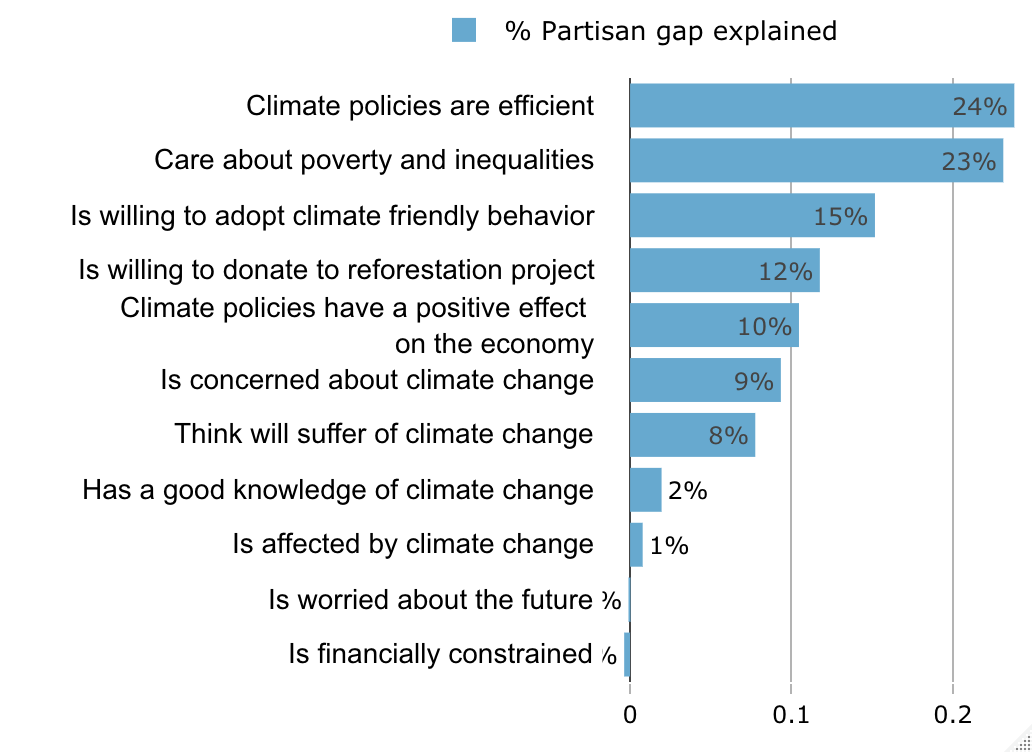 % Partisan gap explained
Climate policies are efficient
24%
Care about poverty and inequalities
23%
Is willing to adopt climate friendly behavior
15%
Is willing to donate to reforestation project
12%
Climate policies have a positive effect
on the economy
10%
Is concerned about climate change
9%
Think will suffer of climate change
8%
Has a good knowledge of climate change
2%
Is affected by climate change
1%
Is worried about the future
%
Is financially constrained
%
0
0.1
0.2